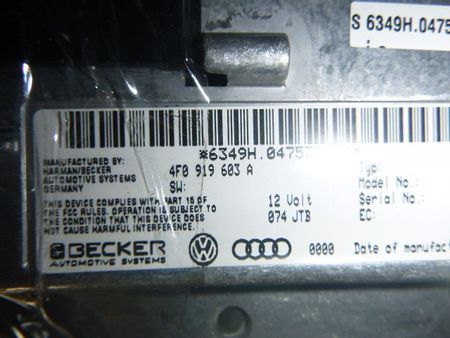 S 6349H.0475
*6349H.0475
MANUFACTURED BY:
HARMAN/BECKER
AUTOMOTIVE SYSTEMS
GERMANY
4F0 919 603 A
SW:
Typ:
Model No.:
THIS DEVICE COMPLIES WITH PART 15 OF
THE FCC RULES. OPERATION IS SUBJECT TO
THE CONDITION THAT THIS DEVICE DOES
NOT CAUSE HARMFUL INTERFERENCE.
12 Volt
074 JTB
Serial No.:
EC:
BECKER
AUTOMOTIVE SYSTEMS
0000
Date of manufact